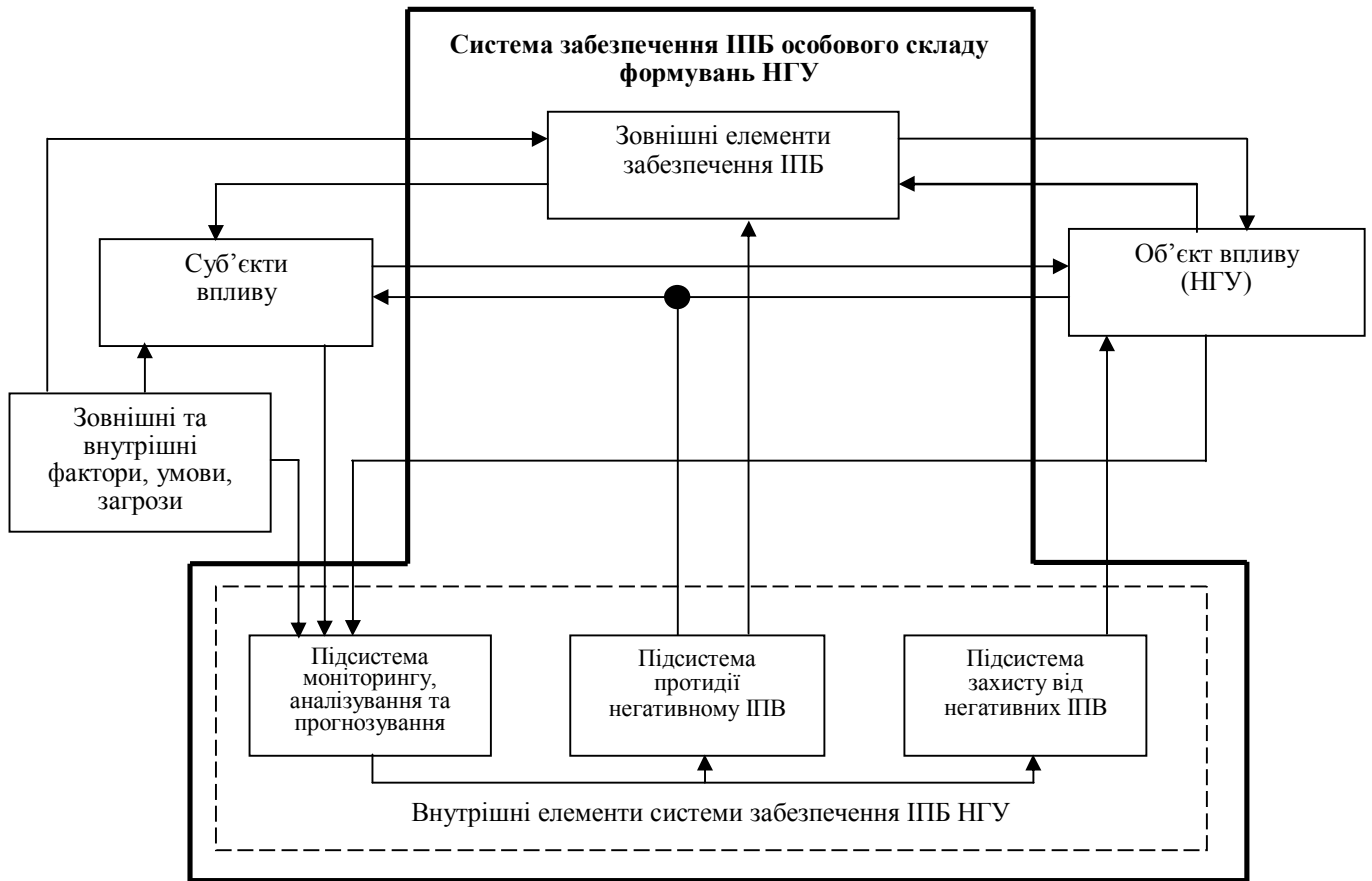 Система забезпечення ІПБ особового складу
формувань НГУ
Зовнішні елементи
забезпечення ІПБ
Суб’єкти
впливу
Об’єкт впливу
(НГУ)
Зовнішні та
внутрішні
фактори, умови,
загрози
Підсистема
моніторингу,
аналізування та
прогнозування
Підсистема
протидії
негативному ІПВ
Підсистема
захисту від
негативних ІПВ
Внутрішні елементи системи забезпечення ІПБ НГУ